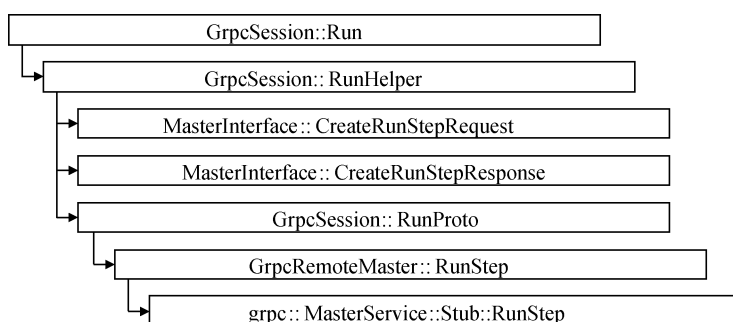 GrpcSession::Run
GrpcSession:: RunHelper
MasterInterface:: CreateRunStepRequest
MasterInterface:: CreateRunStepResponse
GrpcSession:: RunProto
GrpcRemoteMaster:: RunStep
grpc:: MasterService::Stub::RunStep